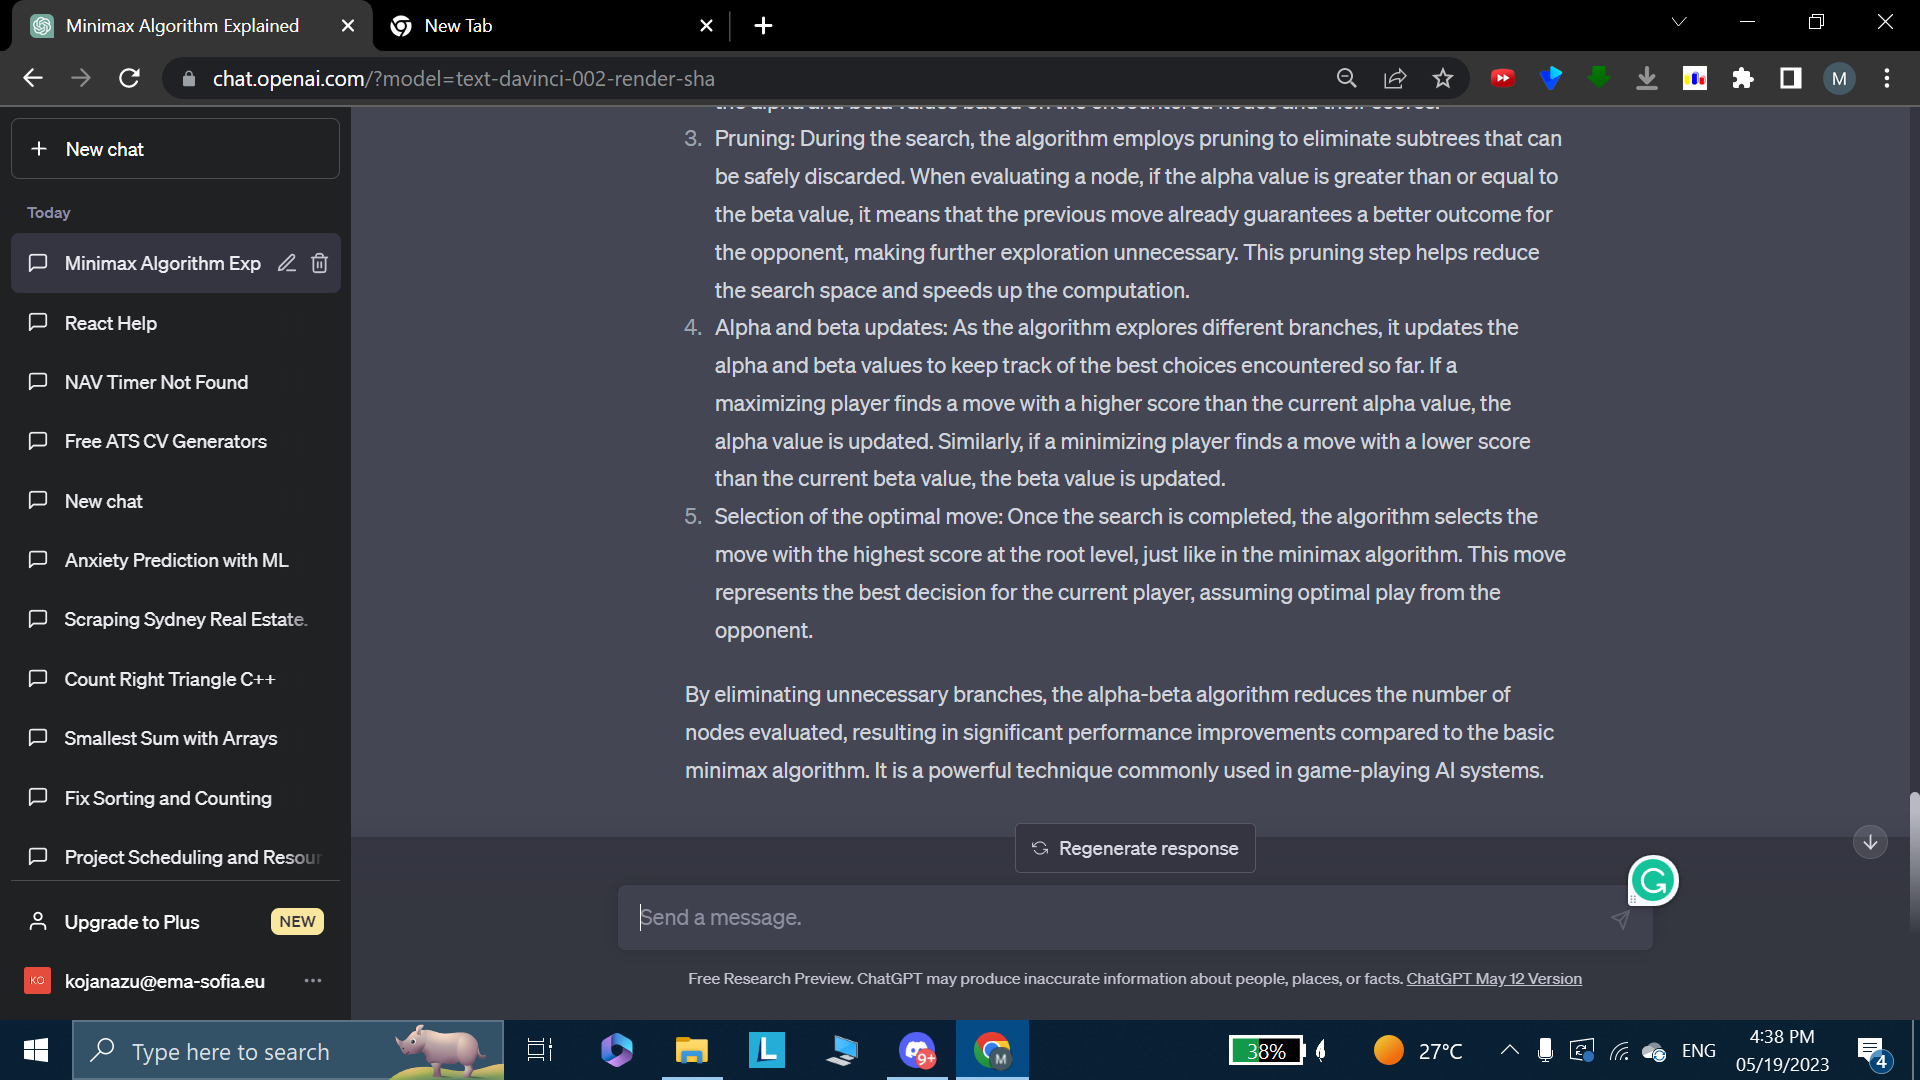 Minimax Algorithm Explained
New Tab
chat.openai.com/?model=text-davinci-002-render-sha
M
New chat
Today
Minimax Algorithm Exp
React Help
NAV Timer Not Found
Free ATS CV Generators
New chat
Anxiety Prediction with ML
Scraping Sydney Real Estate.
Count Right Triangle C++
Smallest Sum with Arrays
Fix Sorting and Counting
Project Scheduling and Resour
Upgrade to Plus
NEW
KO
kojanazu@ema-sofia.eu
the alpha and beta values based on the encountered nodes and their scores.
3. Pruning: During the search, the algorithm employs pruning to eliminate subtrees that can
be safely discarded. When evaluating a node, if the alpha value is greater than or equal to
the beta value, it means that the previous move already guarantees a better outcome for
the opponent, making further exploration unnecessary. This pruning step helps reduce
the search space and speeds up the computation.
4. Alpha and beta updates: As the algorithm explores different branches, it updates the
alpha and beta values to keep track of the best choices encountered so far. If a
maximizing player finds a move with a higher score than the current alpha value, the
alpha value is updated. Similarly, if a minimizing player finds a move with a lower score
than the current beta value, the beta value is updated.
5. Selection of the optimal move: Once the search is completed, the algorithm selects the
move with the highest score at the root level, just like in the minimax algorithm. This move
represents the best decision for the current player, assuming optimal play from the
opponent.
By eliminating unnecessary branches, the alpha-beta algorithm reduces the number of
nodes evaluated, resulting in significant performance improvements compared to the basic
minimax algorithm. It is a powerful technique commonly used in game-playing AI systems.
Regenerate response
Send a message.
Free Research Preview. ChatGPT may produce inaccurate information about people, places, or facts. ChatGPT May 12 Version
Type here to search
L
9+
M
38%
27°C
ENG
4:38 PM
05/19/2023
4